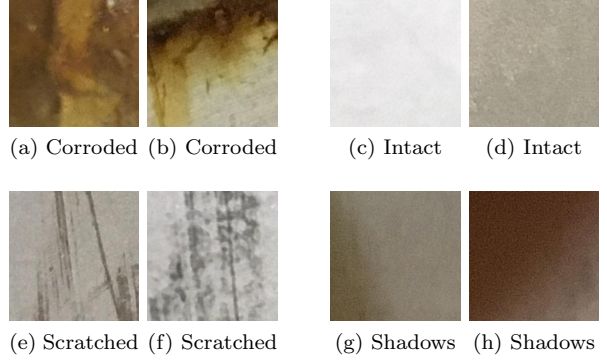 (a) Corroded (b) Corroded (c) Intact (d) Intact
(e) Scratched (f) Scratched (g) Shadows (h) Shadows